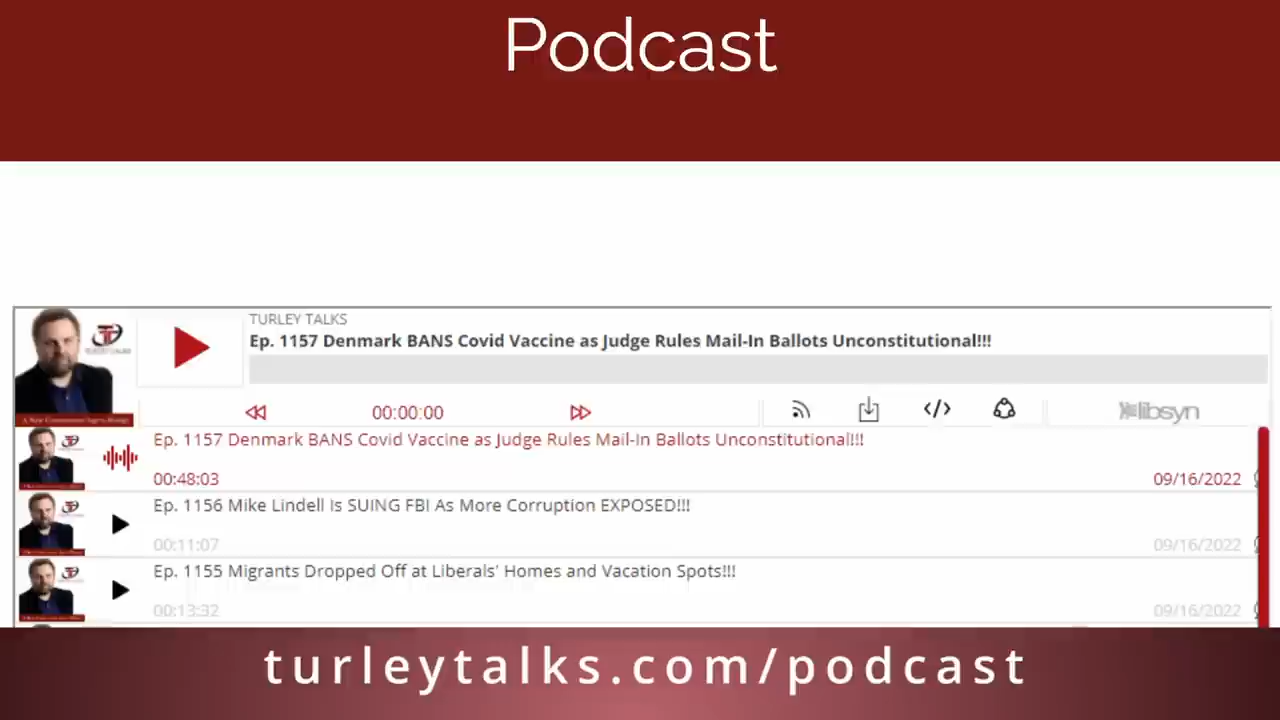 Podcast
TURLEY TALKS
Ep. 1157 Denmark BANS Covid Vaccine as Judge Rules Mail-In Ballots Unconstitutional!!!
00:00:00
libsyn
Ep. 1157 Denmark BANS Covid Vaccine as Judge Rules Mail-In Ballots Unconstitutional!!!
00:48:03 09/16/2022
Ep. 1156 Mike Lindell Is SUING FBI As More Corruption EXPOSED!!!
00:11:07 09/16/2022
Ep. 1155 Migrants Dropped Off at Liberals' Homes and Vacation Spots!!!
00:13:32 09/16/2022
turleytalks.com/podcast